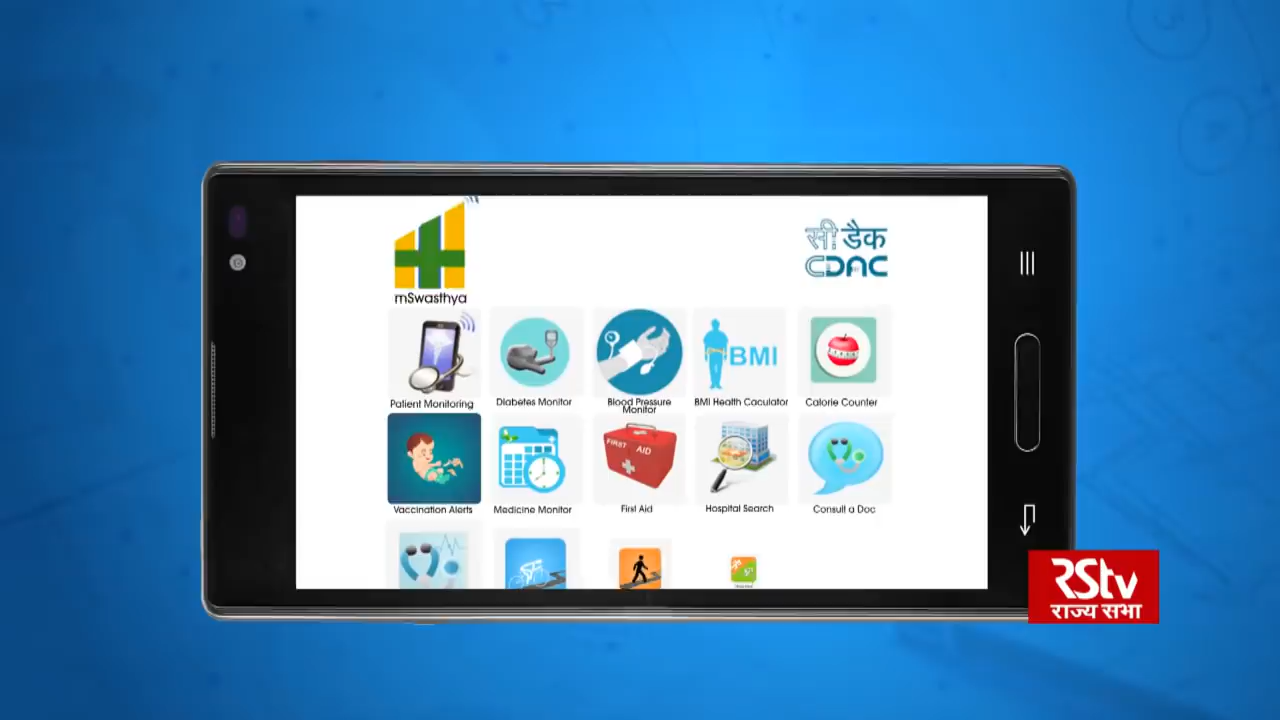 सी डैक
CDAC
mSwasthya
BMI
Patient Monitoring
Diabetes Monitor
Blood Pressure
Monitor
BMI Health Caculator
Calorie Counter
FIRST AID
Vaccination Alerts
Medicine Monitor
First Aid
Hospital Search
Consult a Doc
RSTV
राज्य सभा